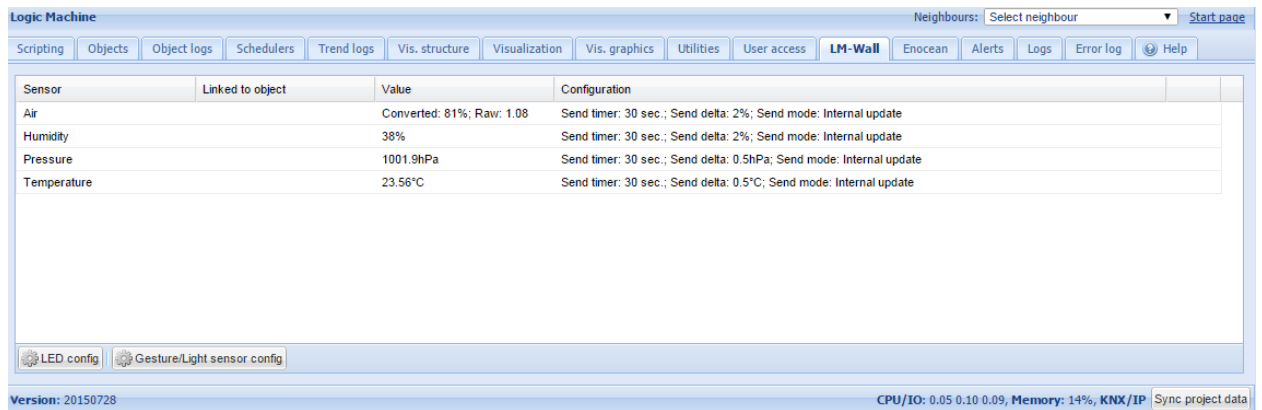 Logic Machine Neighbours: Select neighbour Start page
Scripting Objects Object logs Schedulers Trend logs Vis. structure Visualization Vis. graphics Utilities User access LM-Wall Enocean Alerts Logs Error log Help
Sensor Linked to object Value Configuration
Air Converted: 81%; Raw: 1.08 Send timer: 30 sec.; Send delta: 2%; Send mode: Internal update
Humidity 38% Send timer: 30 sec.; Send delta: 2%; Send mode: Internal update
Pressure 1001.9hPa Send timer: 30 sec.; Send delta: 0.5hPa; Send mode: Internal update
Temperature 23.56°C Send timer: 30 sec.; Send delta: 0.5°C; Send mode: Internal update
LED config Gesture/Light sensor config
Version: 20150728 CPU/IO: 0.05 0.10 0.09, Memory: 14%, KNX/IP Sync project data